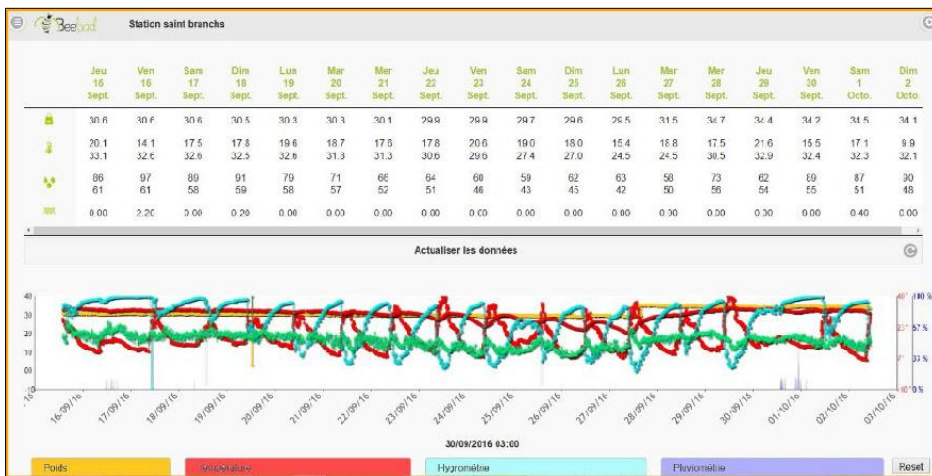 Beebad Station saint branchs
Jeu Ven Sam Dim Lun Mar Mer Jeu Ven Sam Dim Lun Mar Mer Jeu Ven Sam Dim
15 16 17 18 19 20 21 22 23 24 25 26 27 28 29 30 1 2
Sept. Sept. Sept. Sept. Sept. Sept. Sept. Sept. Sept. Sept. Sept. Sept. Sept. Sept. Sept. Sept. Octo. Octo.
30.6 30.6 30.6 30.5 30.3 30.3 30.1 29.9 29.9 29.7 29.6 29.5 31.5 34.7 34.4 34.2 34.5 34.1
20.1 14.1 17.5 17.8 19.6 18.7 17.6 17.8 20.6 19.0 18.0 15.4 18.8 17.5 21.6 15.5 17.1 9.9
33.1 32.6 32.6 32.5 32.6 31.3 31.3 30.6 29.6 27.4 27.0 24.5 24.5 30.5 32.9 32.4 32.3 32.1
86 97 89 91 79 71 66 64 60 59 62 63 58 73 62 89 87 90
61 61 58 59 58 57 52 51 46 43 45 42 50 56 54 55 51 48
0.00 2.20 0.00 0.20 0.00 0.00 0.00 0.00 0.00 0.00 0.00 0.00 0.00 0.00 0.00 0.00 0.40 0.00
Actualiser les données
40 40° 100 %
30
20 67 %
10 33 %
00
-10 0 %
16/09/16 17/09/16 18/09/16 19/09/16 20/09/16 21/09/16 22/09/16 23/09/16 24/09/16 25/09/16 26/09/16 27/09/16 28/09/16 29/09/16 30/09/16 01/10/16 02/10/16 03/10/16
30/09/2016 03:00
Poids Température Hygrométrie Pluviométrie Reset